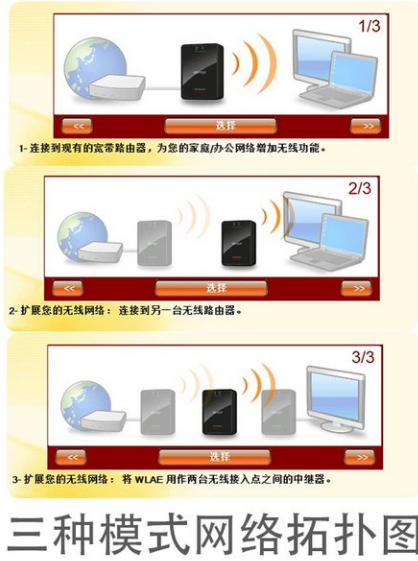 1/3
<< 选择 >>
1- 连接到现有的宽带路由器，为您的家庭/办公网络增加无线功能。
2/3
<< 选择 >>
2- 扩展您的无线网络： 连接到另一台无线路由器。
3/3
<< 选择 >>
3- 扩展您的无线网络： 将 WLAE 用作两台无线接入点之间的中继器。
三种模式网络拓扑图